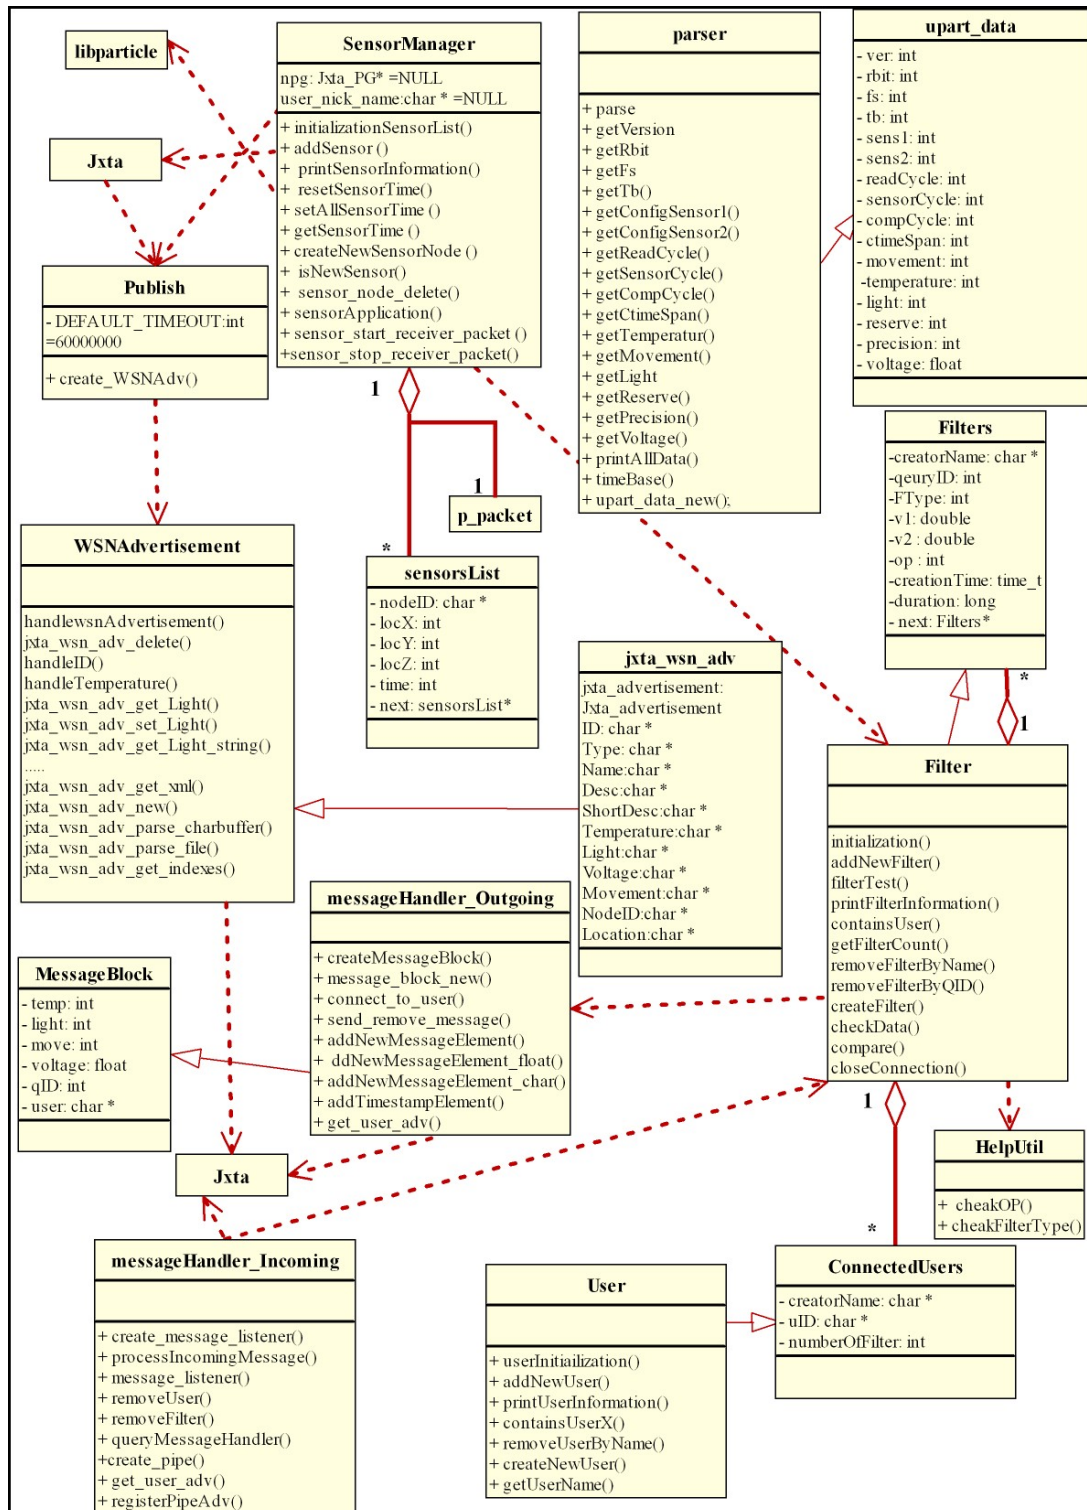 libparticle
SensorManager
npg: Jxta_PG* =NULL
user_nick_name:char * =NULL
+ initializationSensorList()
+ addSensor ()
+ printSensorInformation()
+ resetSensorTime()
+ setAllSensorTime ()
+ getSensorTime ()
+ createNewSensorNode ()
+ isNewSensor()
+ sensor_node_delete()
+ sensorApplication()
+ sensor_start_receiver_packet ()
+sensor_stop_receiver_packet()
parser
+ parse
+ getVersion
+ getRbit
+ getFs
+ getTb()
+ getConfigSensor1()
+ getConfigSensor2()
+ getReadCycle()
+ getSensorCycle()
+ getCompCycle()
+ getCtimeSpan()
+ getTemperatur()
+ getMovement()
+ getLight
+ getReserve()
+ getPrecision()
+ getVoltage()
+ printAllData()
+ timeBase()
+ upart_data_new();
upart_data
- ver: int
- rbit: int
- fs: int
- tb: int
- sens1: int
- sens2: int
- readCycle: int
- sensorCycle: int
- compCycle: int
- ctimeSpan: int
- movement: int
-temperature: int
- light: int
- reserve: int
- precision: int
- voltage: float
Jxta
Publish
- DEFAULT_TIMEOUT:int
=60000000
+ create_WSNAdv()
1
1
p_packet
*
sensorsList
- nodeID: char *
- locX: int
- locY: int
- locZ: int
- time: int
- next: sensorsList*
Filters
-creatorName: char *
-qeuryID: int
-FType: int
-v1: double
-v2 : double
-op : int
-creationTime: time_t
-duration: long
- next: Filters*
*
1
WSNAdvertisement
handlewsnAdvertisement()
jxta_wsn_adv_delete()
handleID()
handleTemperature()
jxta_wsn_adv_get_Light()
jxta_wsn_adv_set_Light()
jxta_wsn_adv_get_Light_string()
.....
jxta_wsn_adv_get_xml()
jxta_wsn_adv_new()
jxta_wsn_adv_parse_charbuffer()
jxta_wsn_adv_parse_file()
jxta_wsn_adv_get_indexes()
jxta_wsn_adv
jxta_advertisement:
Jxta_advertisement
ID: char *
Type: char *
Name:char *
Desc:char *
ShortDesc:char *
Temperature:char *
Light:char *
Voltage:char *
Movement:char *
NodeID:char *
Location:char *
Filter
initialization()
addNewFilter()
filterTest()
printFilterInformation()
containsUser()
getFilterCount()
removeFilterByName()
removeFilterByQID()
createFilter()
checkData()
compare()
closeConnection()
messageHandler_Outgoing
+ createMessageBlock()
+ message_block_new()
+ connect_to_user()
+ send_remove_message()
+ addNewMessageElement()
+ ddNewMessageElement_float()
+ addNewMessageElement_char()
+ addTimestampElement()
+ get_user_adv()
MessageBlock
- temp: int
- light: int
- move: int
- voltage: float
- qID: int
- user: char *
Jxta
1
*
HelpUtil
+ cheakOP()
+ cheakFilterType()
messageHandler_Incoming
+ create_message_listener()
+ processIncomingMessage()
+ message_listener()
+ removeUser()
+ removeFilter()
+ queryMessageHandler()
+create_pipe()
+ get_user_adv()
+ registerPipeAdv()
User
+ userInitiailization()
+ addNewUser()
+ printUserInformation()
+ containsUserX()
+ removeUserByName()
+ createNewUser()
+ getUserName()
ConnectedUsers
- creatorName: char *
- uID: char *
- numberOfFilter: int